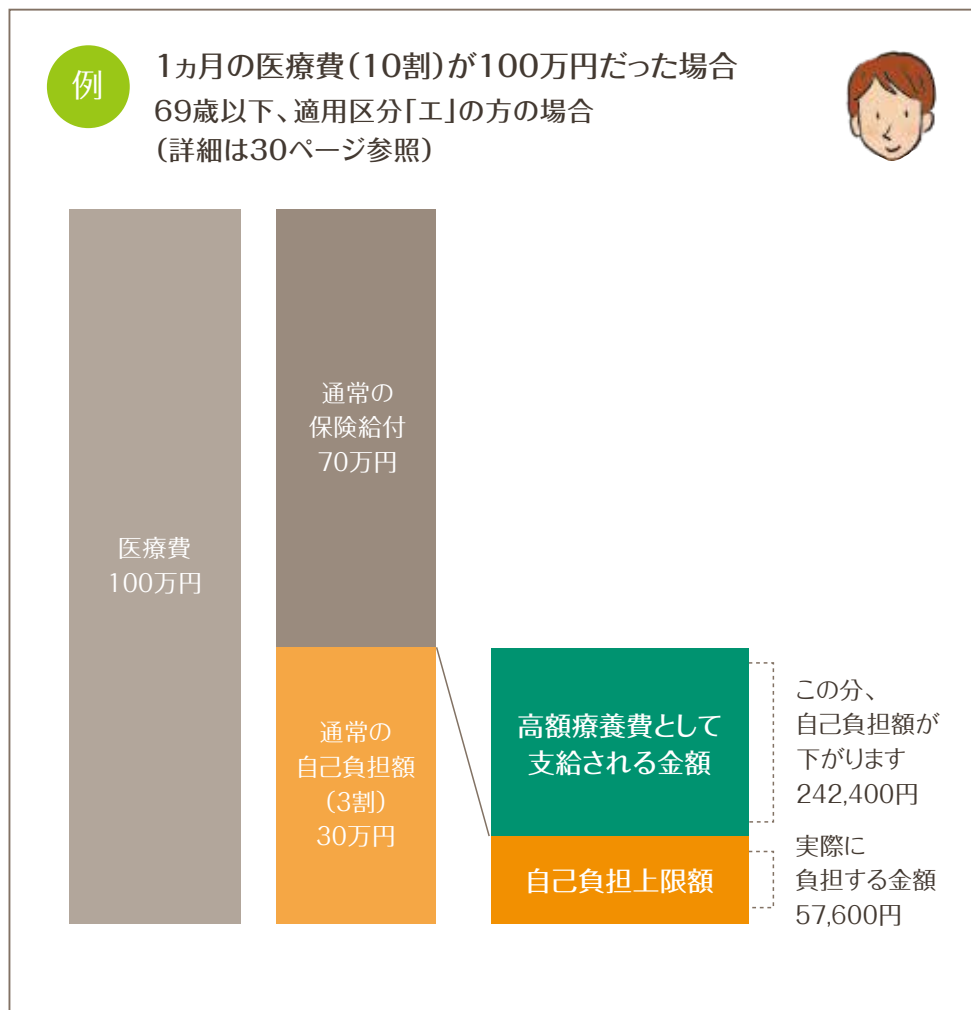 例
1ヵ月の医療費(10割)が100万円だった場合
69歳以下、適用区分「エ」の方の場合
(詳細は30ページ参照)
医療費
100万円
通常の
保険給付
70万円
通常の
自己負担額
(3割)
30万円
高額療養費として
支給される金額
自己負担上限額
この分、
自己負担額が
下がります
242,400円
実際に
負担する金額
57,600円